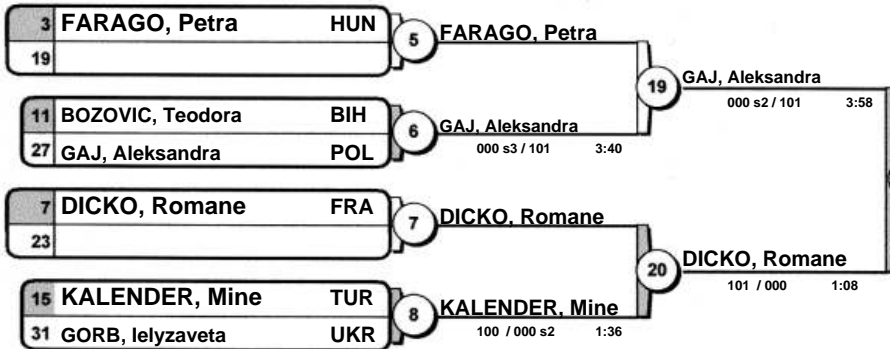 3 FARAGO, Petra HUN
19
5 FARAGO, Petra
11 BOZOVIC, Teodora BIH
27 GAJ, Aleksandra POL
6 GAJ, Aleksandra
000 s3 / 101 3:40
19 GAJ, Aleksandra
000 s2 / 101 3:58
7 DICKO, Romane FRA
23
7 DICKO, Romane
15 KALENDER, Mine TUR
31 GORB, Ielyzaveta UKR
8 KALENDER, Mine
100 / 000 s2 1:36
20 DICKO, Romane
101 / 000 1:08